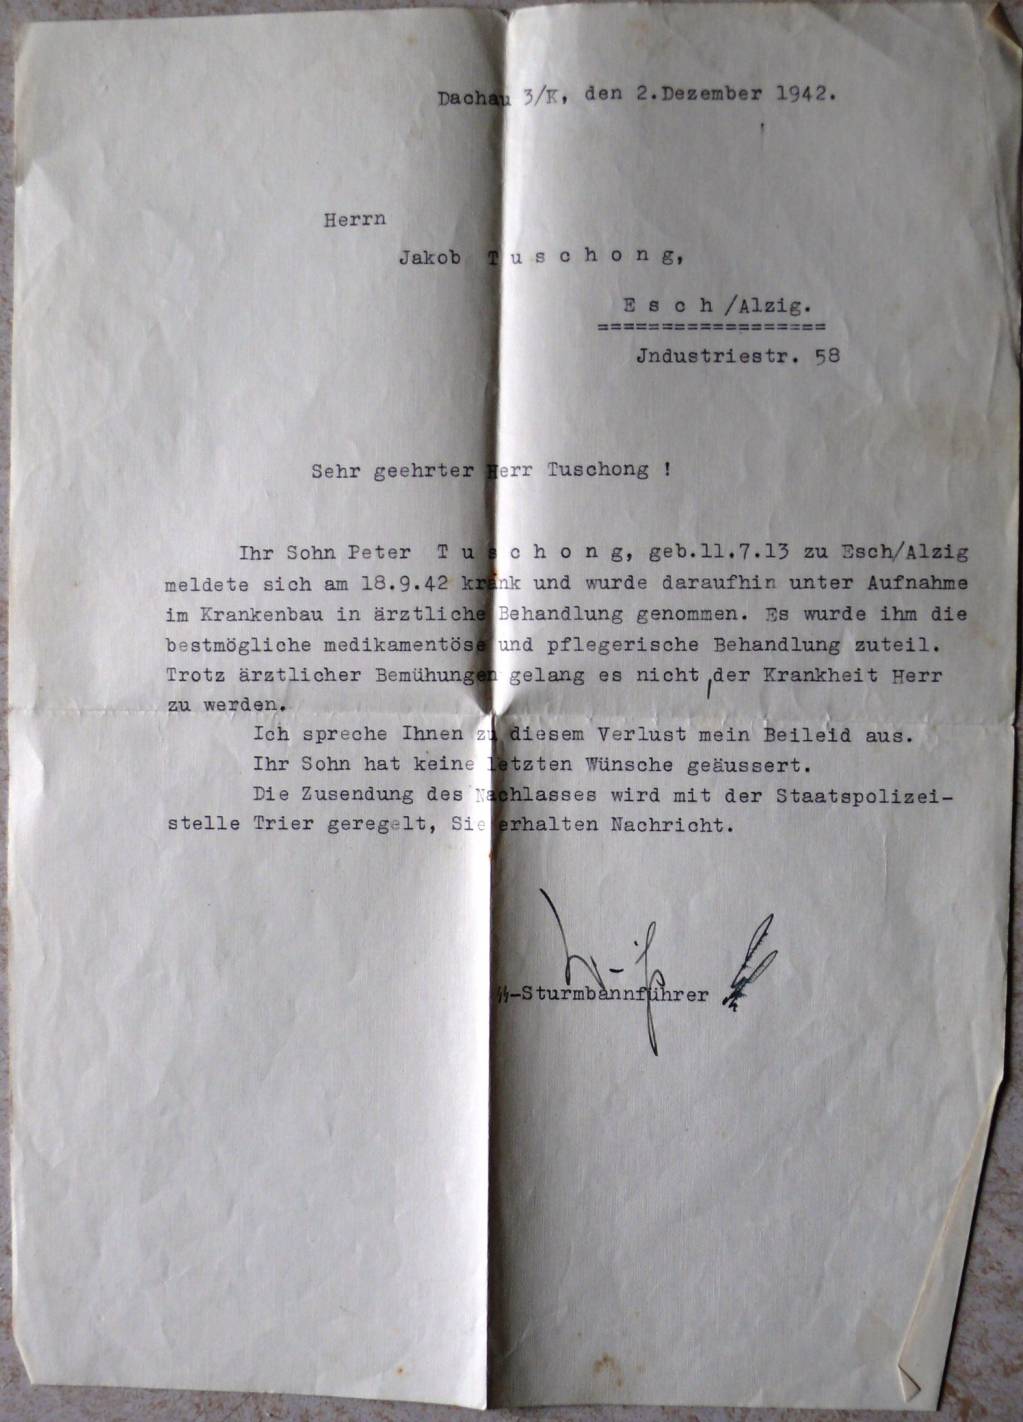 Dachau 3/K, den 2.Dezember 1942.
Herrn
Jakob T u s c h o n g,
E s c h /Alzig.
==================
Jndustriestr. 58
Sehr geehrter Herr Tuschong !
Ihr Sohn Peter T u s c h o n g, geb.11.7.13 zu Esch/Alzig
meldete sich am 18.9.42 krank und wurde daraufhin unter Aufnahme
im Krankenbau in ärztliche Behandlung genommen. Es wurde ihm die
bestmögliche medikamentöse und pflegerische Behandlung zuteil.
Trotz ärztlicher Bemühungen gelang es nicht,der Krankheit Herr
zu werden.
Ich spreche Ihnen zu diesem Verlust mein Beileid aus.
Ihr Sohn hat keine letzten Wünsche geäussert.
Die Zusendung des Nachlasses wird mit der Staatspolizei-
stelle Trier geregelt, Sie erhalten Nachricht.
SS-Sturmbannführer